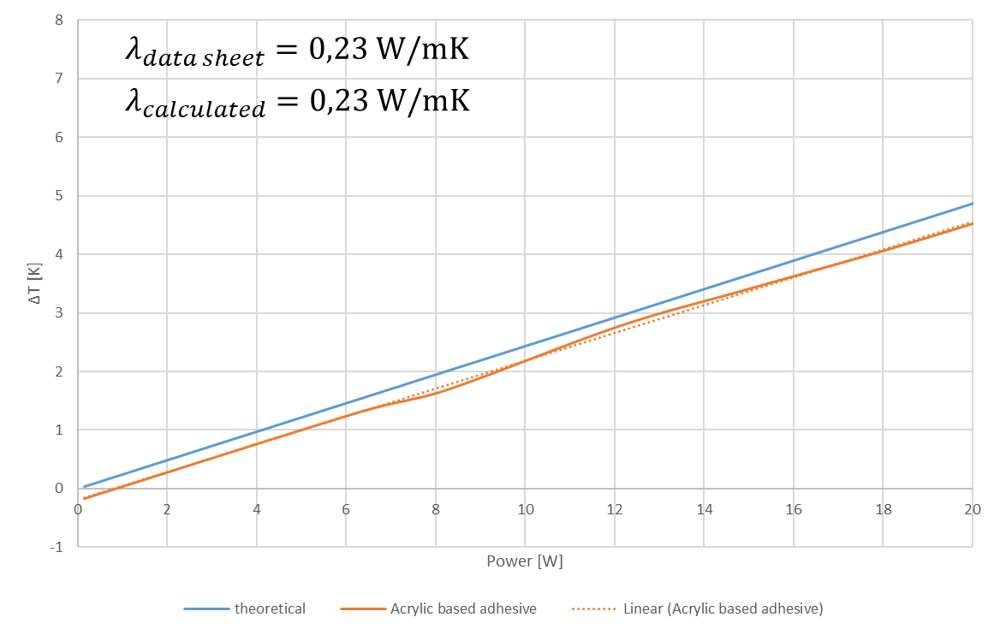 8
λdata sheet = 0,23 W/mK
7
λcalculated = 0,23 W/mK
6
5
4
3
2
1
0
-1
ΔT [K]
0 2 4 6 8 10 12 14 16 18 20
Power [W]
theoretical Acrylic based adhesive Linear (Acrylic based adhesive)